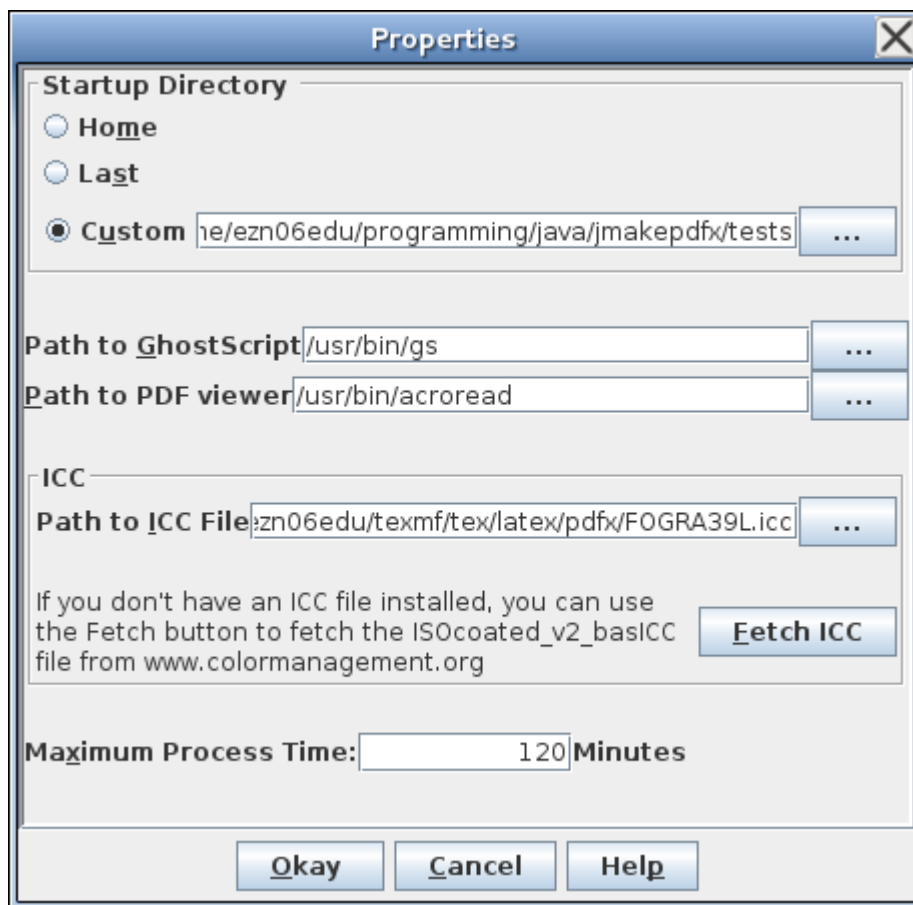 Properties
Startup Directory
Home
Last
Custom ne/ezn06edu/programming/java/jmakepdfx/tests ...
Path to GhostScript /usr/bin/gs ...
Path to PDF viewer /usr/bin/acroread ...
ICC
Path to ICC File ezn06edu/texmf/tex/latex/pdfx/FOGRA39L.icc ...
If you don't have an ICC file installed, you can use
the Fetch button to fetch the ISOcoated_v2_basICC
file from www.colormanagement.org
Fetch ICC
Maximum Process Time: 120 Minutes
Okay Cancel Help